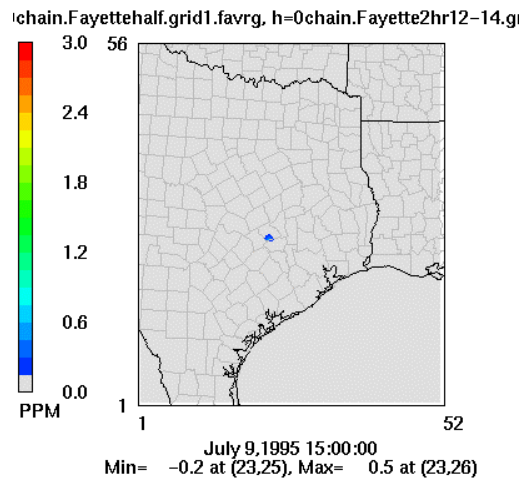 chain.Fayettehalf.grid1.favrg, h=0chain.Fayette2hr12-14.gr
3.0
2.4
1.8
1.2
0.6
0.0
PPM
56
1
1
52
July 9,1995 15:00:00
Min= -0.2 at (23,25), Max= 0.5 at (23,26)